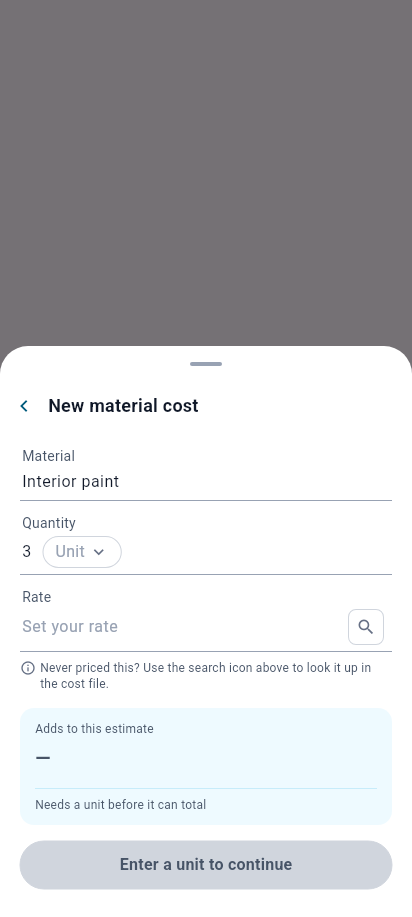 New material cost
Material
Interior paint
Quantity
3 Unit
Rate
Set your rate
Never priced this? Use the search icon above to look it up in
the cost file.
Adds to this estimate
—
Needs a unit before it can total
Enter a unit to continue